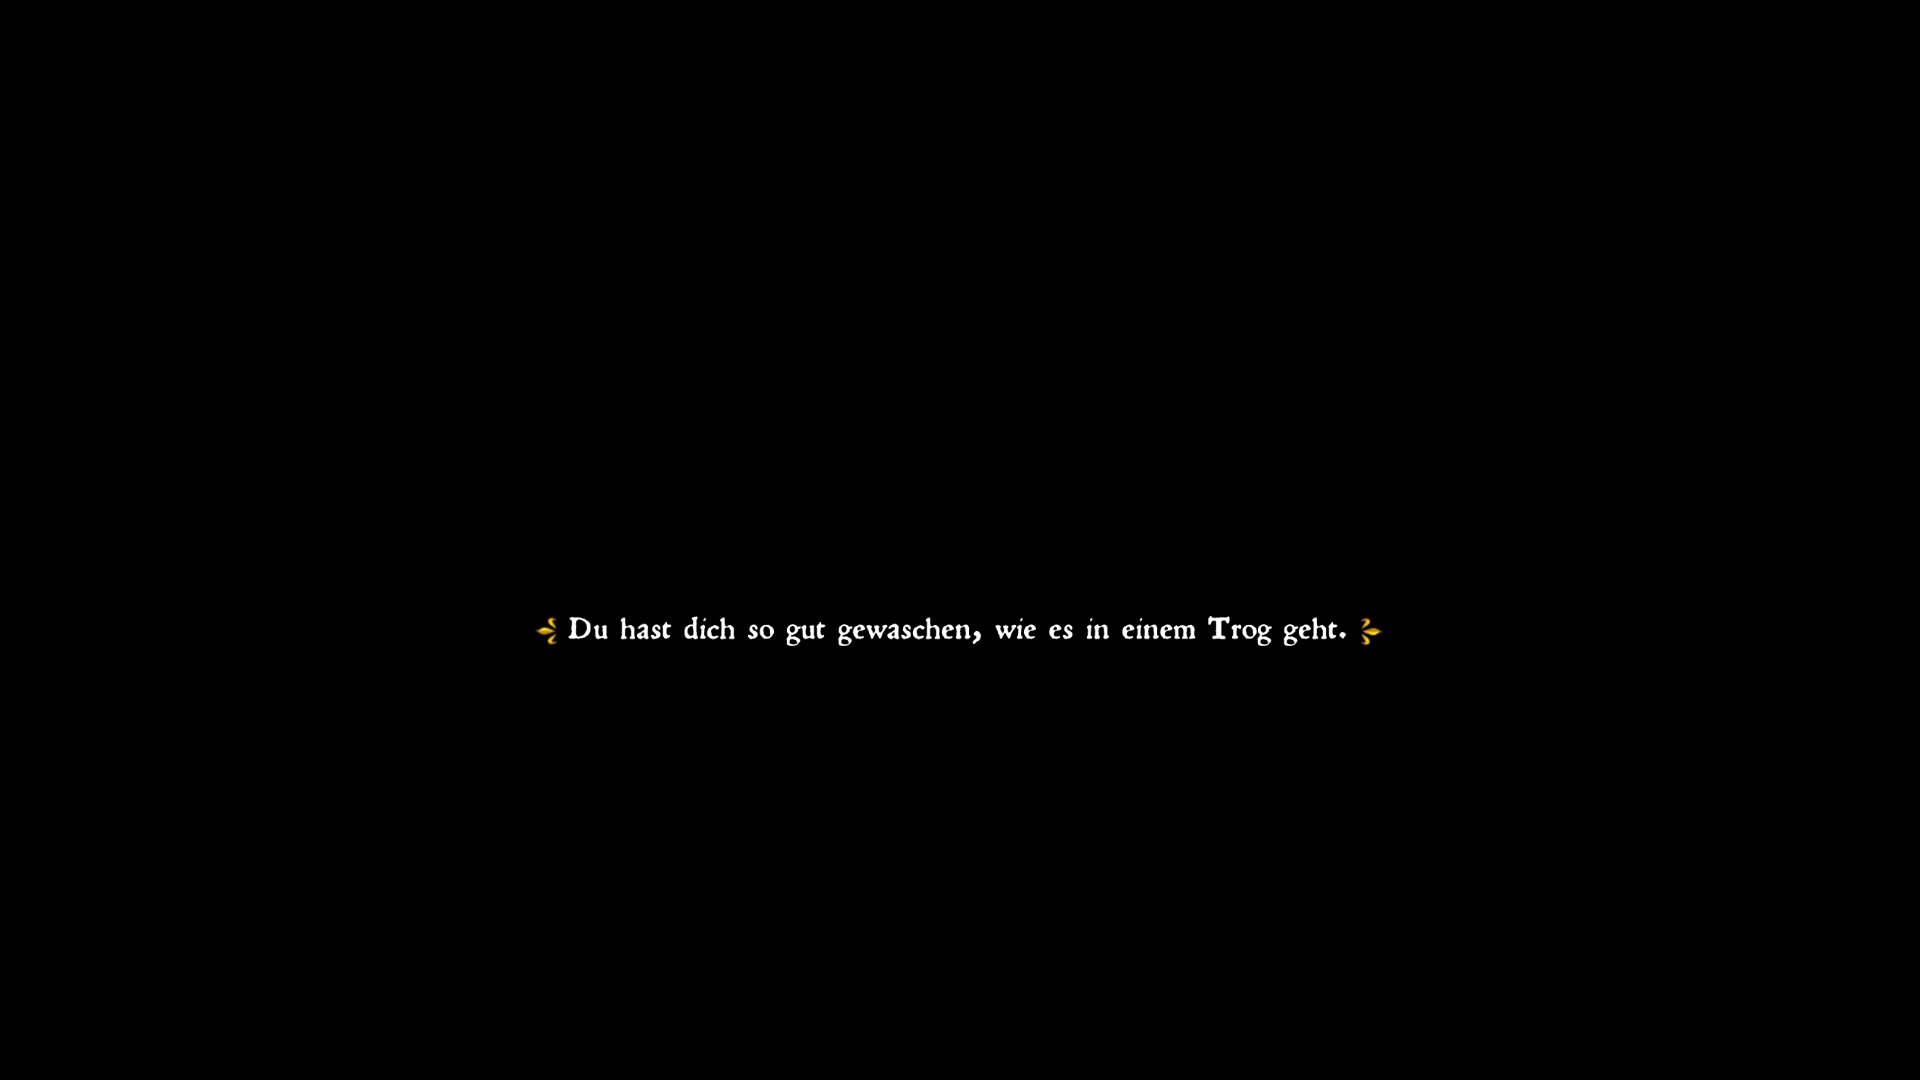 Du hast dich so gut gewaschen, wie es in einem Trog geht.